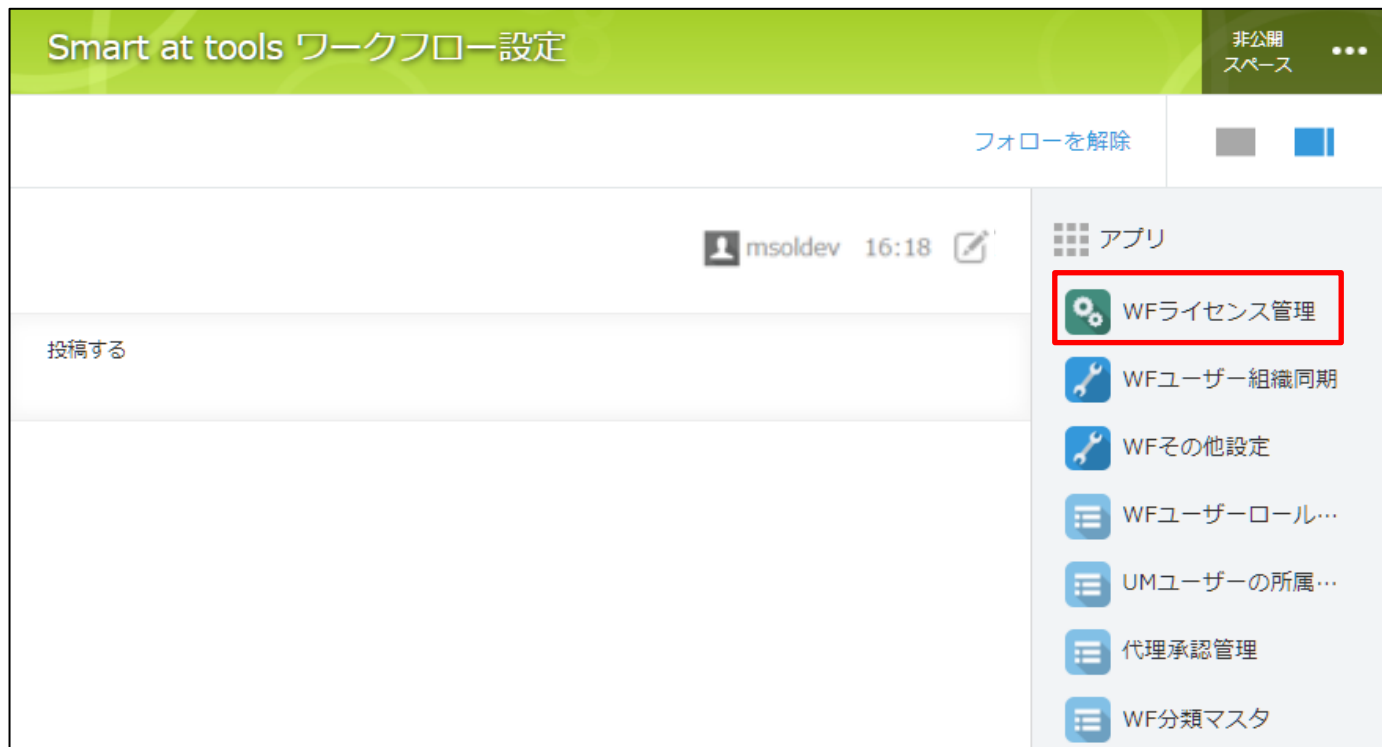 Smart at tools ワークフロー設定
非公開
スペース
フォローを解除
msoldev 16:18
アプリ
WFライセンス管理
投稿する
WFユーザー組織同期
WFその他設定
WFユーザーロール…
UMユーザーの所属…
代理承認管理
WF分類マスタ